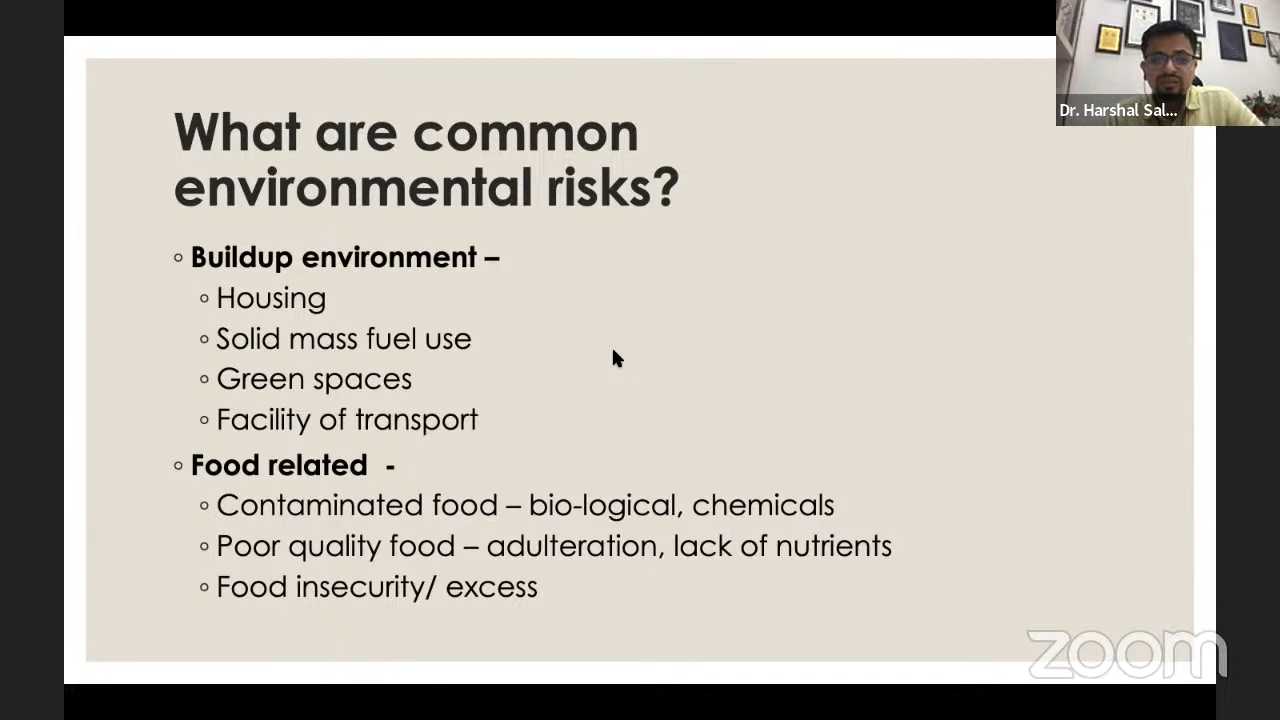 What are common
environmental risks?
◦ Buildup environment –
◦ Housing
◦ Solid mass fuel use
◦ Green spaces
◦ Facility of transport
◦ Food related -
◦ Contaminated food – bio-logical, chemicals
◦ Poor quality food – adulteration, lack of nutrients
◦ Food insecurity/ excess
Dr. Harshal Sal...
zoom